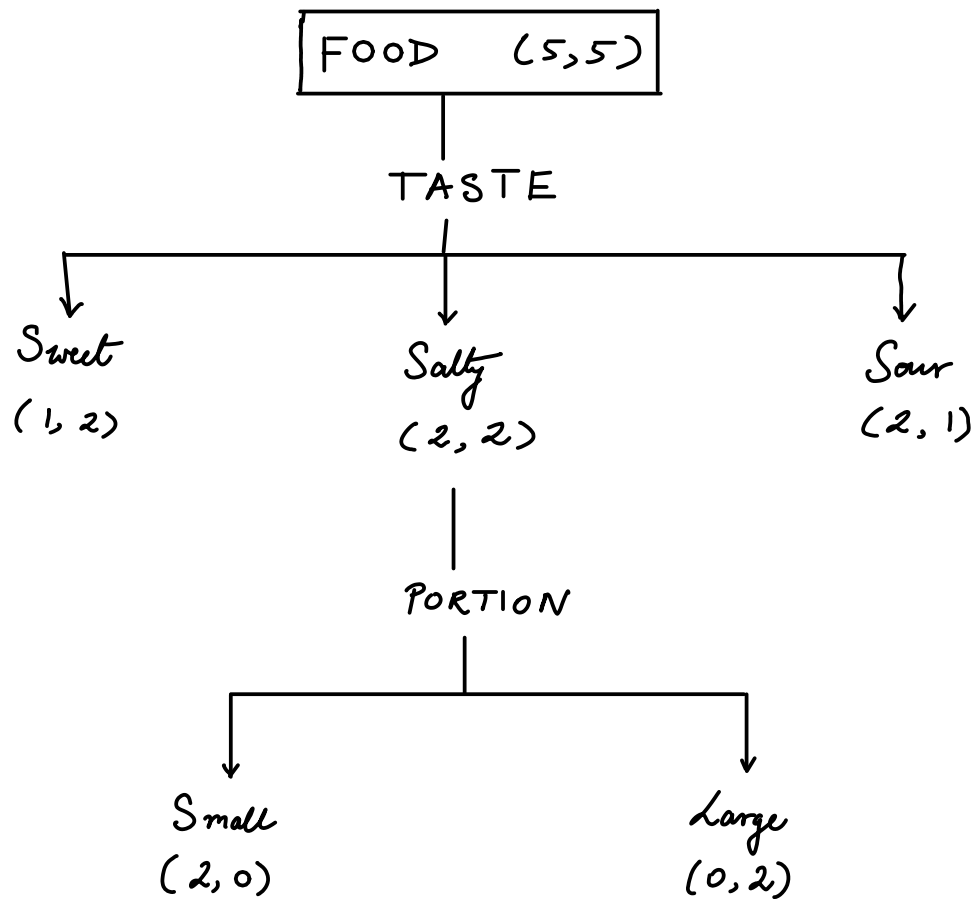 FOOD (5,5)
TASTE
Sweet
(1, 2)
Salty
(2, 2)
Sour
(2, 1)
PORTION
Small
(2, 0)
Large
(0, 2)